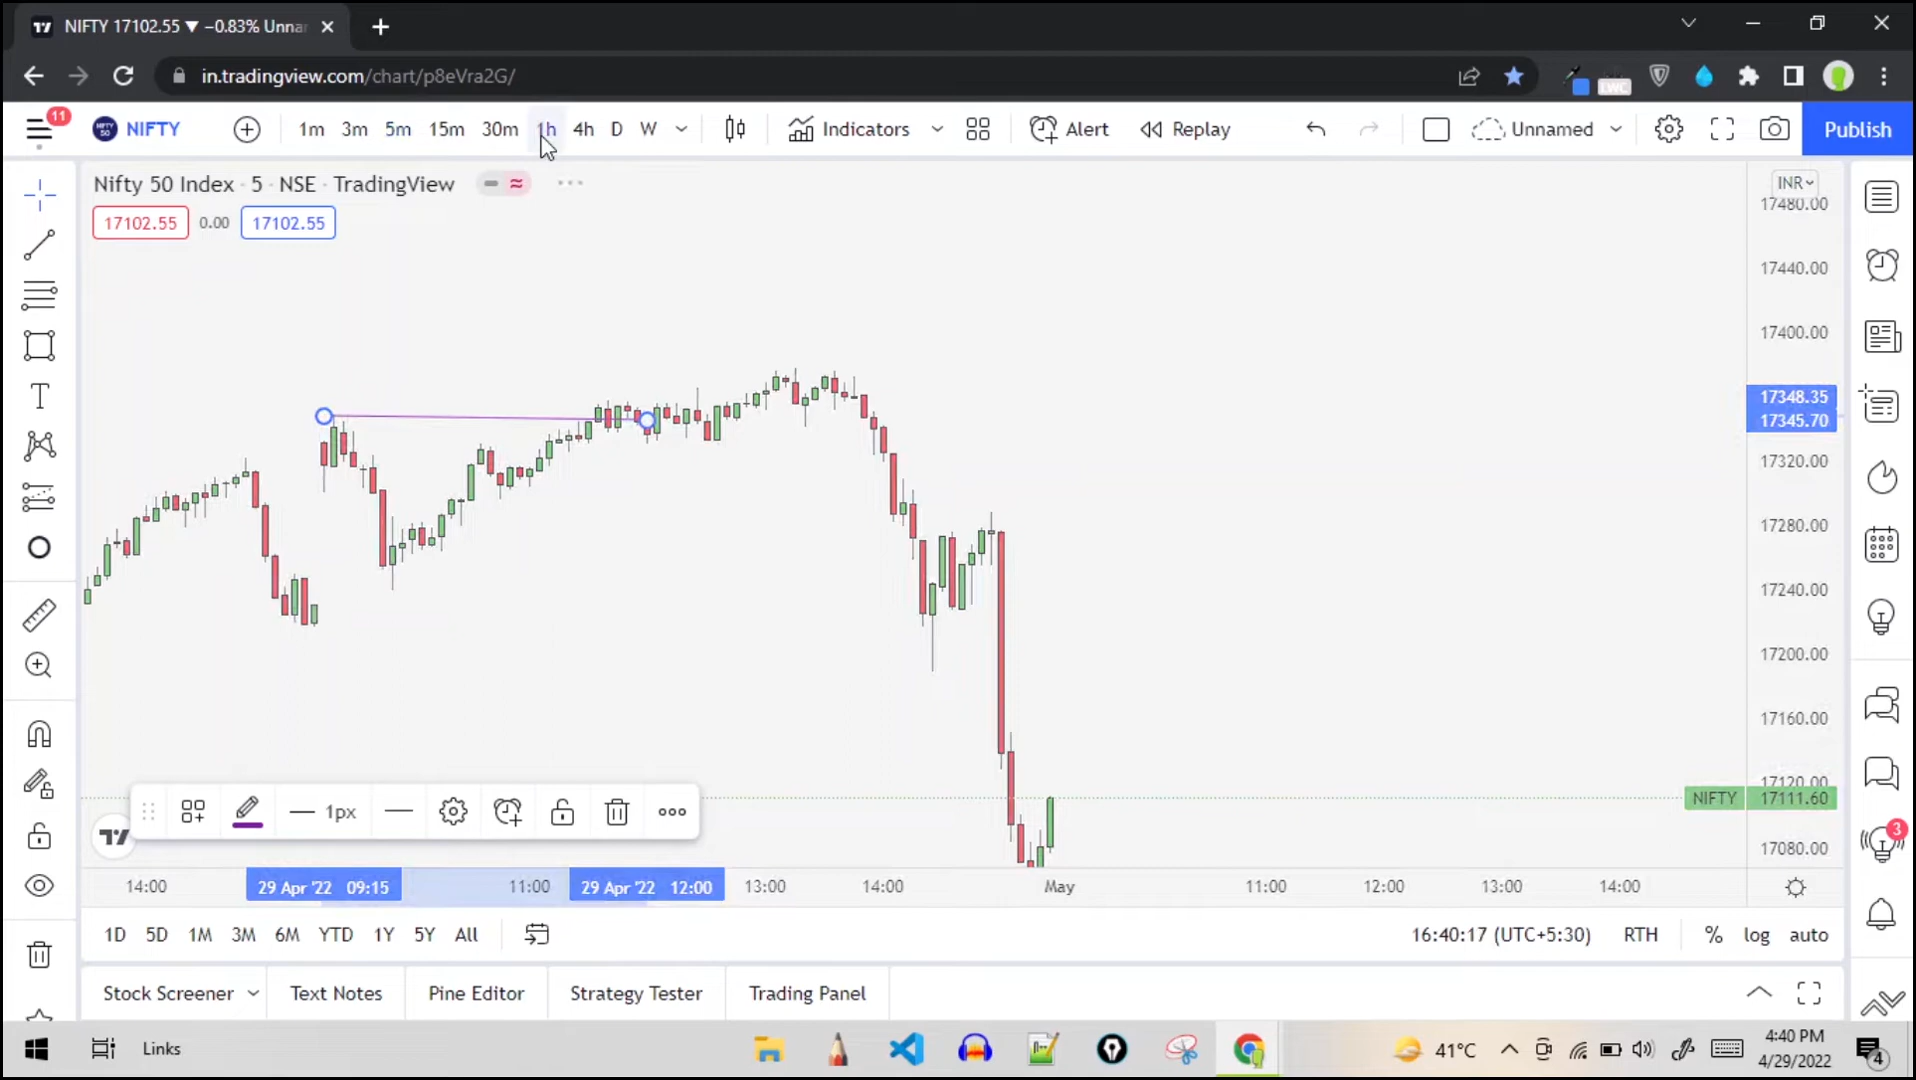 NIFTY 17102.55 ▼ −0.83% Unna
in.tradingview.com/chart/p8eVra2G/
LWC
11
NIFTY 1m 3m 5m 15m 30m 1h 4h D W Indicators Alert Replay Unnamed Publish
Nifty 50 Index · 5 · NSE · TradingView
17102.55 0.00 17102.55
INR
17480.00
17440.00
17400.00
17348.35
17345.70
17320.00
17280.00
17240.00
17200.00
17160.00
17120.00
NIFTY 17111.60
17080.00
1px
3
14:00 29 Apr '22 09:15 11:00 29 Apr '22 12:00 13:00 14:00 May 11:00 12:00 13:00 14:00
1D 5D 1M 3M 6M YTD 1Y 5Y All 16:40:17 (UTC+5:30) RTH % log auto
Stock Screener Text Notes Pine Editor Strategy Tester Trading Panel
Links 41°C 4:40 PM
4/29/2022
4